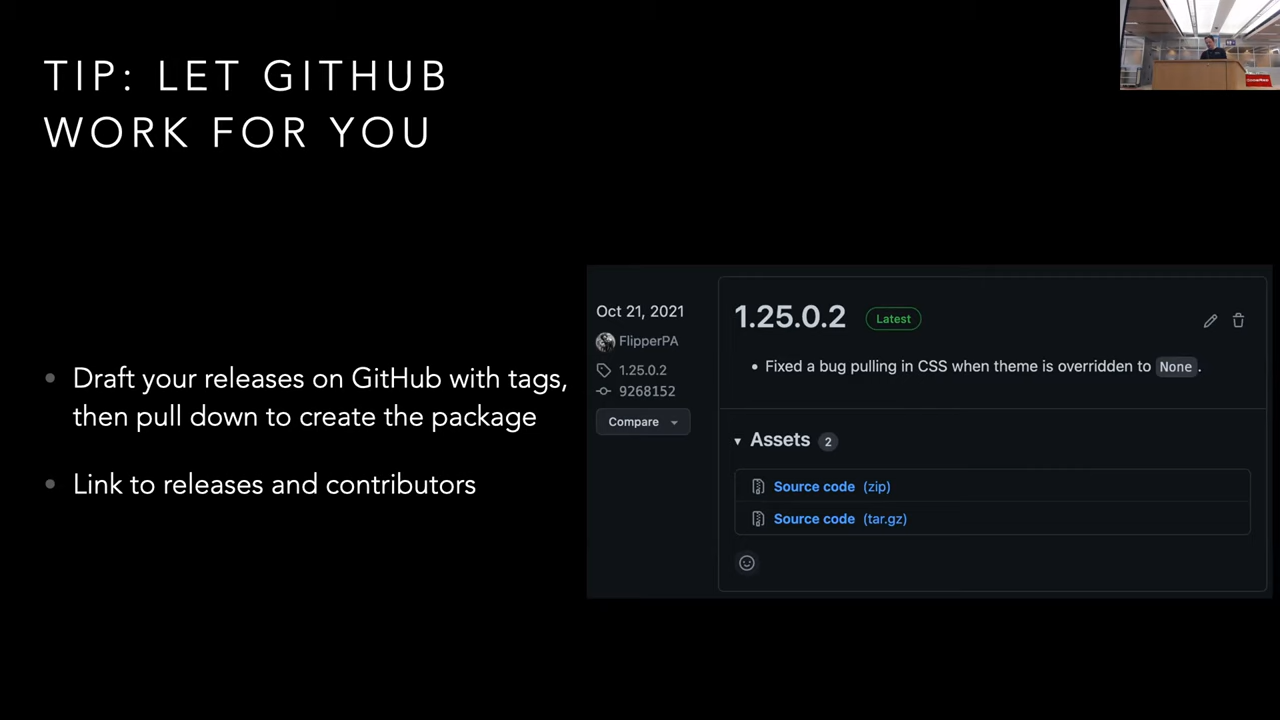 TIP: LET GITHUB
WORK FOR YOU
Draft your releases on GitHub with tags,
then pull down to create the package
Link to releases and contributors
Oct 21, 2021
FlipperPA
1.25.0.2
9268152
Compare
1.25.0.2
Latest
Fixed a bug pulling in CSS when theme is overridden to None.
Assets 2
Source code (zip)
Source code (tar.gz)